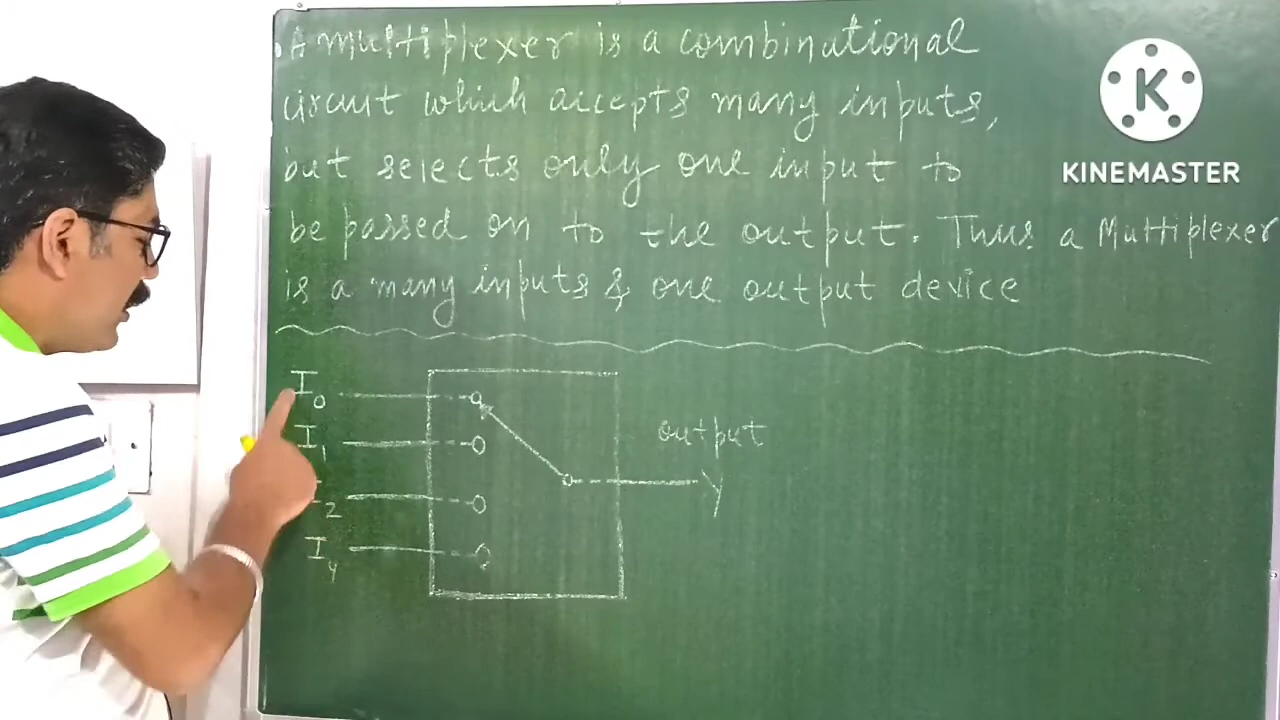 . A multiplexer is a combinational
circuit which accepts many inputs,
but selects only one input to
be passed on to the output. Thus a Multiplexer
is a many inputs & one output device
K
KINEMASTER
I0
I1
I2
I4
output
Y